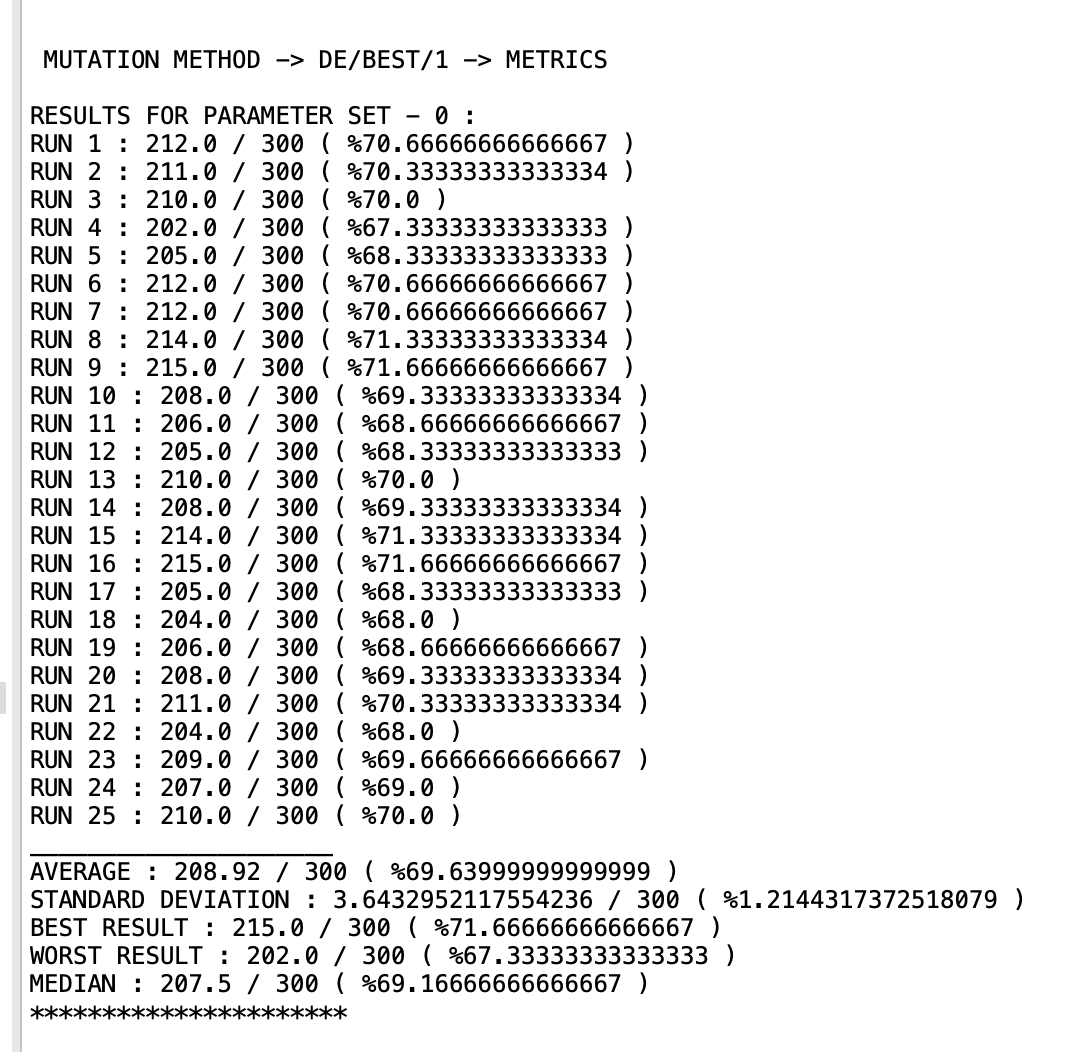 MUTATION METHOD -> DE/BEST/1 -> METRICS
RESULTS FOR PARAMETER SET - 0 :
RUN 1 : 212.0 / 300 ( %70.66666666666667 )
RUN 2 : 211.0 / 300 ( %70.33333333333334 )
RUN 3 : 210.0 / 300 ( %70.0 )
RUN 4 : 202.0 / 300 ( %67.33333333333333 )
RUN 5 : 205.0 / 300 ( %68.33333333333333 )
RUN 6 : 212.0 / 300 ( %70.66666666666667 )
RUN 7 : 212.0 / 300 ( %70.66666666666667 )
RUN 8 : 214.0 / 300 ( %71.33333333333334 )
RUN 9 : 215.0 / 300 ( %71.66666666666667 )
RUN 10 : 208.0 / 300 ( %69.33333333333334 )
RUN 11 : 206.0 / 300 ( %68.66666666666667 )
RUN 12 : 205.0 / 300 ( %68.33333333333333 )
RUN 13 : 210.0 / 300 ( %70.0 )
RUN 14 : 208.0 / 300 ( %69.33333333333334 )
RUN 15 : 214.0 / 300 ( %71.33333333333334 )
RUN 16 : 215.0 / 300 ( %71.66666666666667 )
RUN 17 : 205.0 / 300 ( %68.33333333333333 )
RUN 18 : 204.0 / 300 ( %68.0 )
RUN 19 : 206.0 / 300 ( %68.66666666666667 )
RUN 20 : 208.0 / 300 ( %69.33333333333334 )
RUN 21 : 211.0 / 300 ( %70.33333333333334 )
RUN 22 : 204.0 / 300 ( %68.0 )
RUN 23 : 209.0 / 300 ( %69.66666666666667 )
RUN 24 : 207.0 / 300 ( %69.0 )
RUN 25 : 210.0 / 300 ( %70.0 )
_____________________
AVERAGE : 208.92 / 300 ( %69.63999999999999 )
STANDARD DEVIATION : 3.6432952117554236 / 300 ( %1.2144317372518079 )
BEST RESULT : 215.0 / 300 ( %71.66666666666667 )
WORST RESULT : 202.0 / 300 ( %67.33333333333333 )
MEDIAN : 207.5 / 300 ( %69.16666666666667 )
**********************